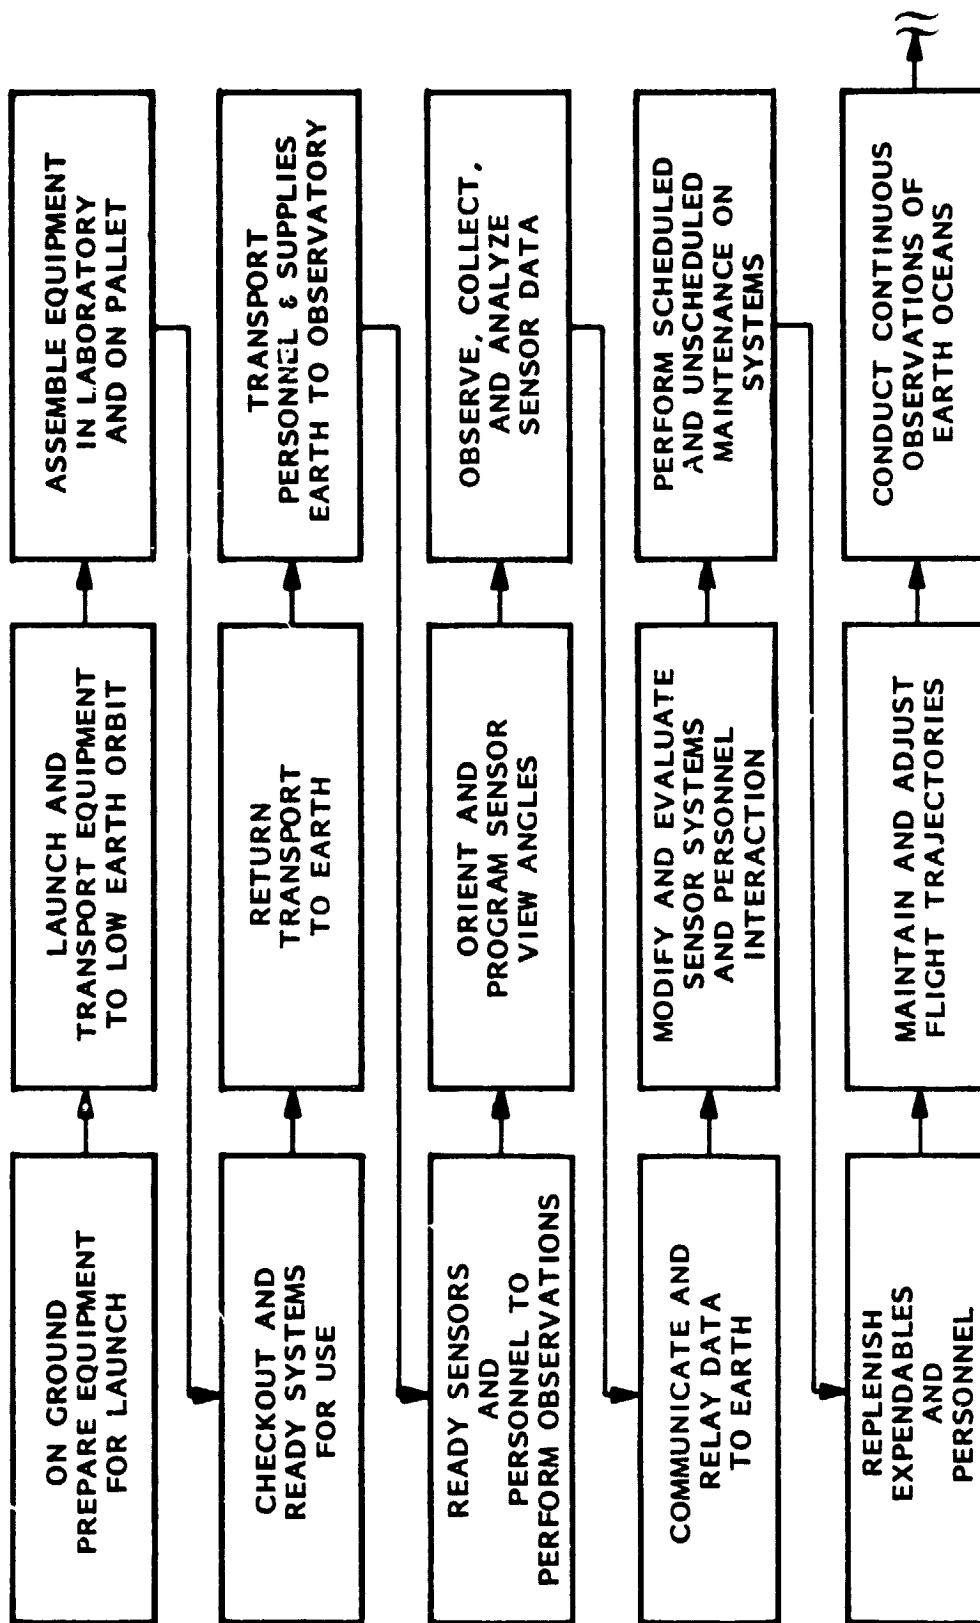 ON GROUND
PREPARE EQUIPMENT
FOR LAUNCH
LAUNCH AND
TRANSPORT EQUIPMENT
TO LOW EARTH ORBIT
ASSEMBLE EQUIPMENT
IN LABORATORY
AND ON PALLET
CHECKOUT AND
READY SYSTEMS
FOR USE
RETURN
TRANSPORT
TO EARTH
TRANSPORT
PERSONNEL & SUPPLIES
EARTH TO OBSERVATORY
READY SENSORS
AND
PERSONNEL TO
PERFORM OBSERVATIONS
ORIENT AND
PROGRAM SENSOR
VIEW ANGLES
OBSERVE, COLLECT,
AND ANALYZE
SENSOR DATA
COMMUNICATE AND
RELAY DATA
TO EARTH
MODIFY AND EVALUATE
SENSOR SYSTEMS
AND PERSONNEL
INTERACTION
PERFORM SCHEDULED
AND UNSCHEDULED
MAINTENANCE ON
SYSTEMS
REPLENISH
EXPENDABLES
AND
PERSONNEL
MAINTAIN AND ADJUST
FLIGHT TRAJECTORIES
CONDUCT CONTINUOUS
OBSERVATIONS OF
EARTH OCEANS